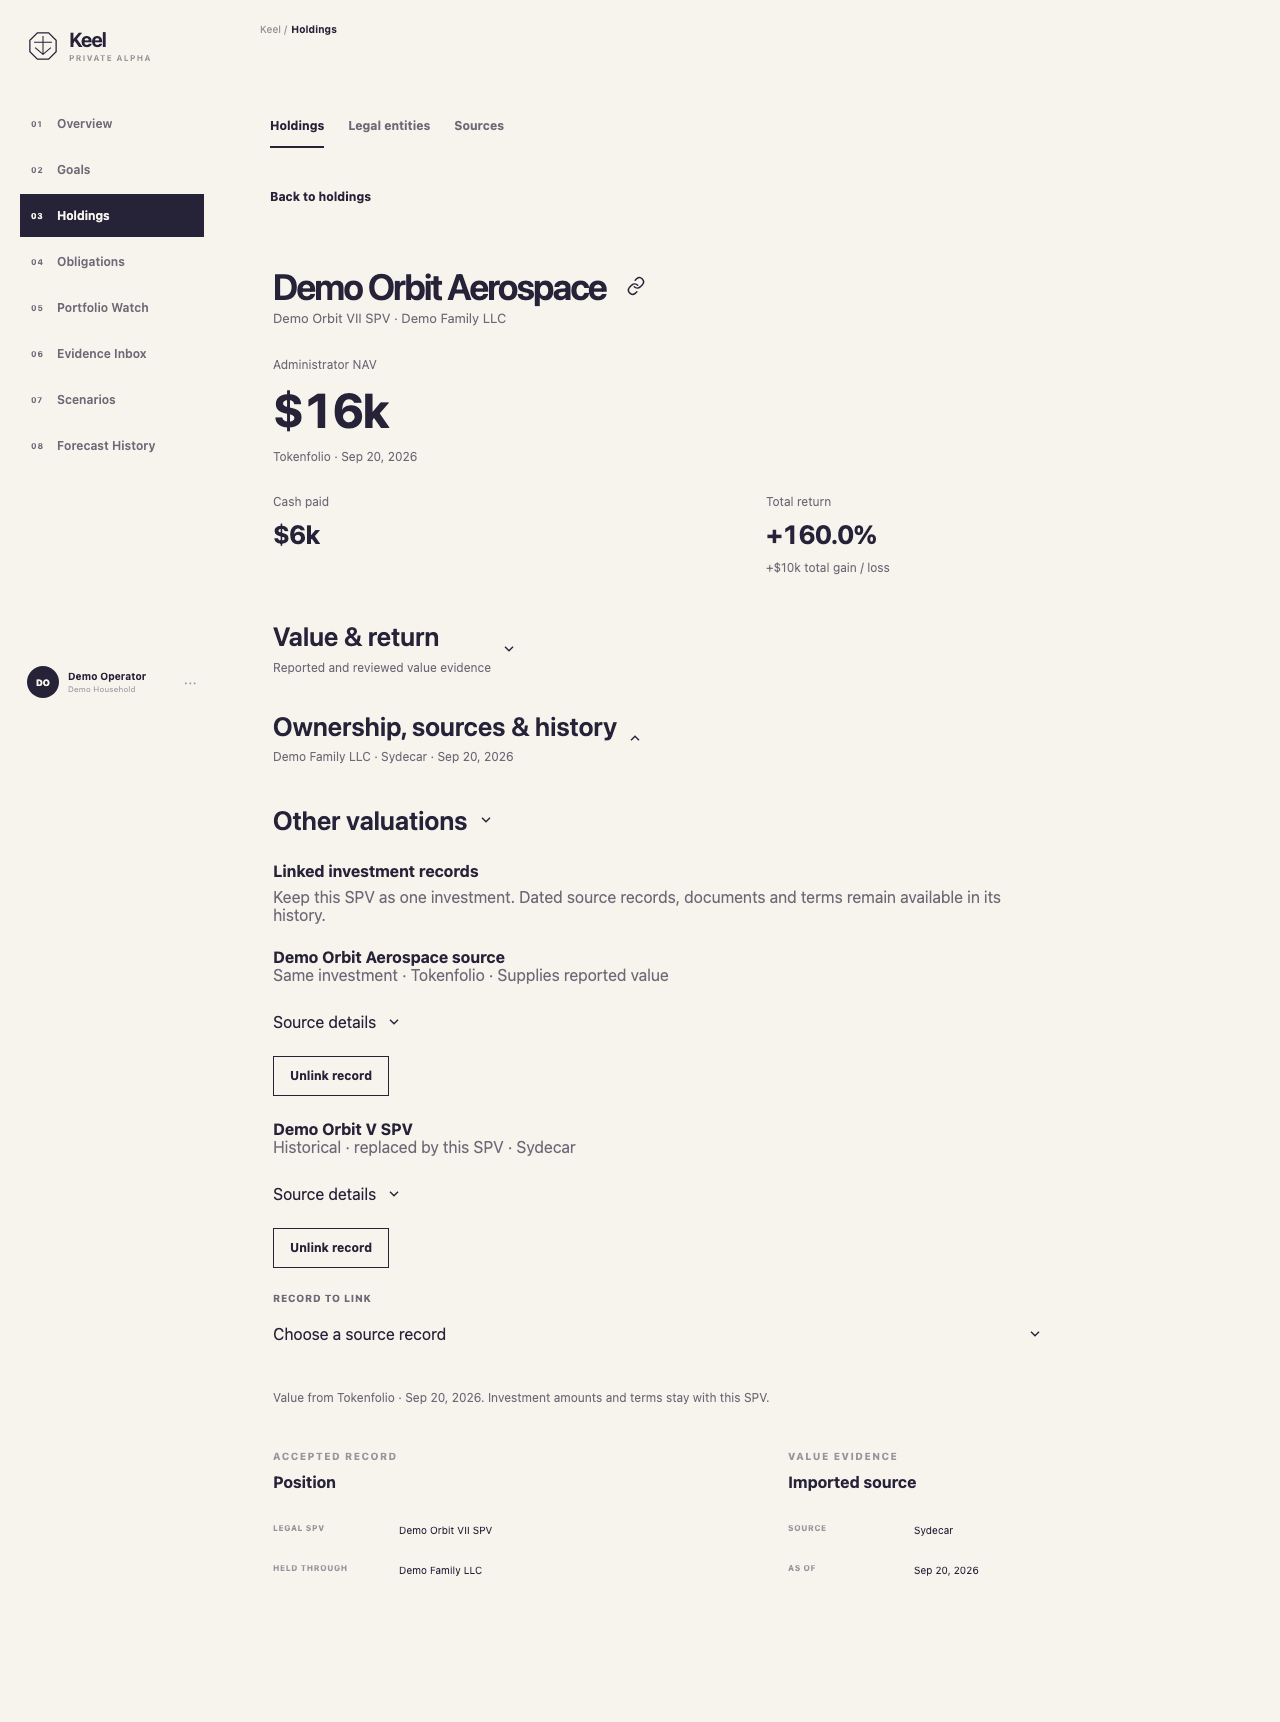 Keel
PRIVATE ALPHA
01 Overview
02 Goals
03 Holdings
04 Obligations
05 Portfolio Watch
06 Evidence Inbox
07 Scenarios
08 Forecast History
DO
Demo Operator
Demo Household
...
Keel / Holdings
Holdings Legal entities Sources
Back to holdings
Demo Orbit Aerospace
Demo Orbit VII SPV · Demo Family LLC
Administrator NAV
$16k
Tokenfolio · Sep 20, 2026
Cash paid
$6k
Total return
+160.0%
+$10k total gain / loss
Value & return
Reported and reviewed value evidence
Ownership, sources & history
Demo Family LLC · Sydecar · Sep 20, 2026
Other valuations
Linked investment records
Keep this SPV as one investment. Dated source records, documents and terms remain available in its
history.
Demo Orbit Aerospace source
Same investment · Tokenfolio · Supplies reported value
Source details
Unlink record
Demo Orbit V SPV
Historical · replaced by this SPV · Sydecar
Source details
Unlink record
RECORD TO LINK
Choose a source record
Value from Tokenfolio · Sep 20, 2026. Investment amounts and terms stay with this SPV.
ACCEPTED RECORD
Position
LEGAL SPV Demo Orbit VII SPV
HELD THROUGH Demo Family LLC
VALUE EVIDENCE
Imported source
SOURCE Sydecar
AS OF Sep 20, 2026